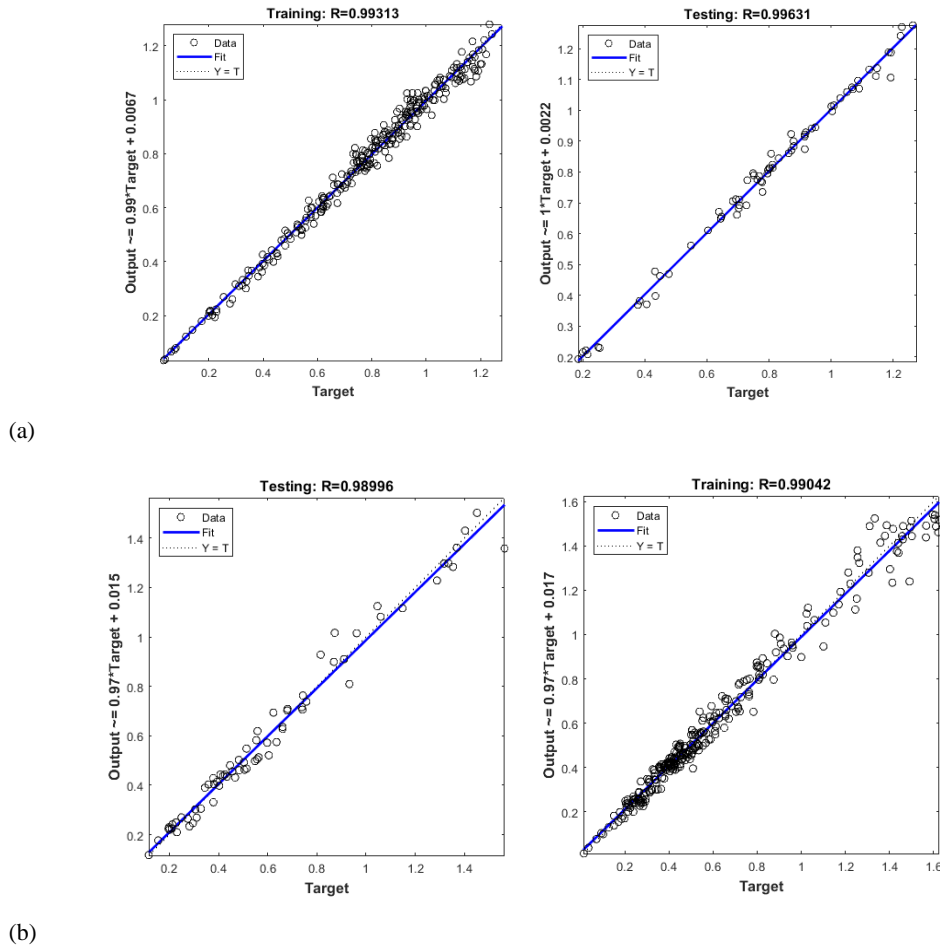 Training: R=0.99313
Output ~= 0.99*Target + 0.0067
Data
Fit
Y = T
1.2
1
0.8
0.6
0.4
0.2
0.2 0.4 0.6 0.8 1 1.2
Target
Testing: R=0.99631
Output ~= 1*Target + 0.0022
Data
Fit
Y = T
1.2
1.1
1
0.9
0.8
0.7
0.6
0.5
0.4
0.3
0.2
0.2 0.4 0.6 0.8 1 1.2
Target
(a)
Testing: R=0.98996
Output ~= 0.97*Target + 0.015
Data
Fit
Y = T
1.4
1.2
1
0.8
0.6
0.4
0.2
0.2 0.4 0.6 0.8 1 1.2 1.4
Target
Training: R=0.99042
Output ~= 0.97*Target + 0.017
Data
Fit
Y = T
1.6
1.4
1.2
1
0.8
0.6
0.4
0.2
0.2 0.4 0.6 0.8 1 1.2 1.4 1.6
Target
(b)